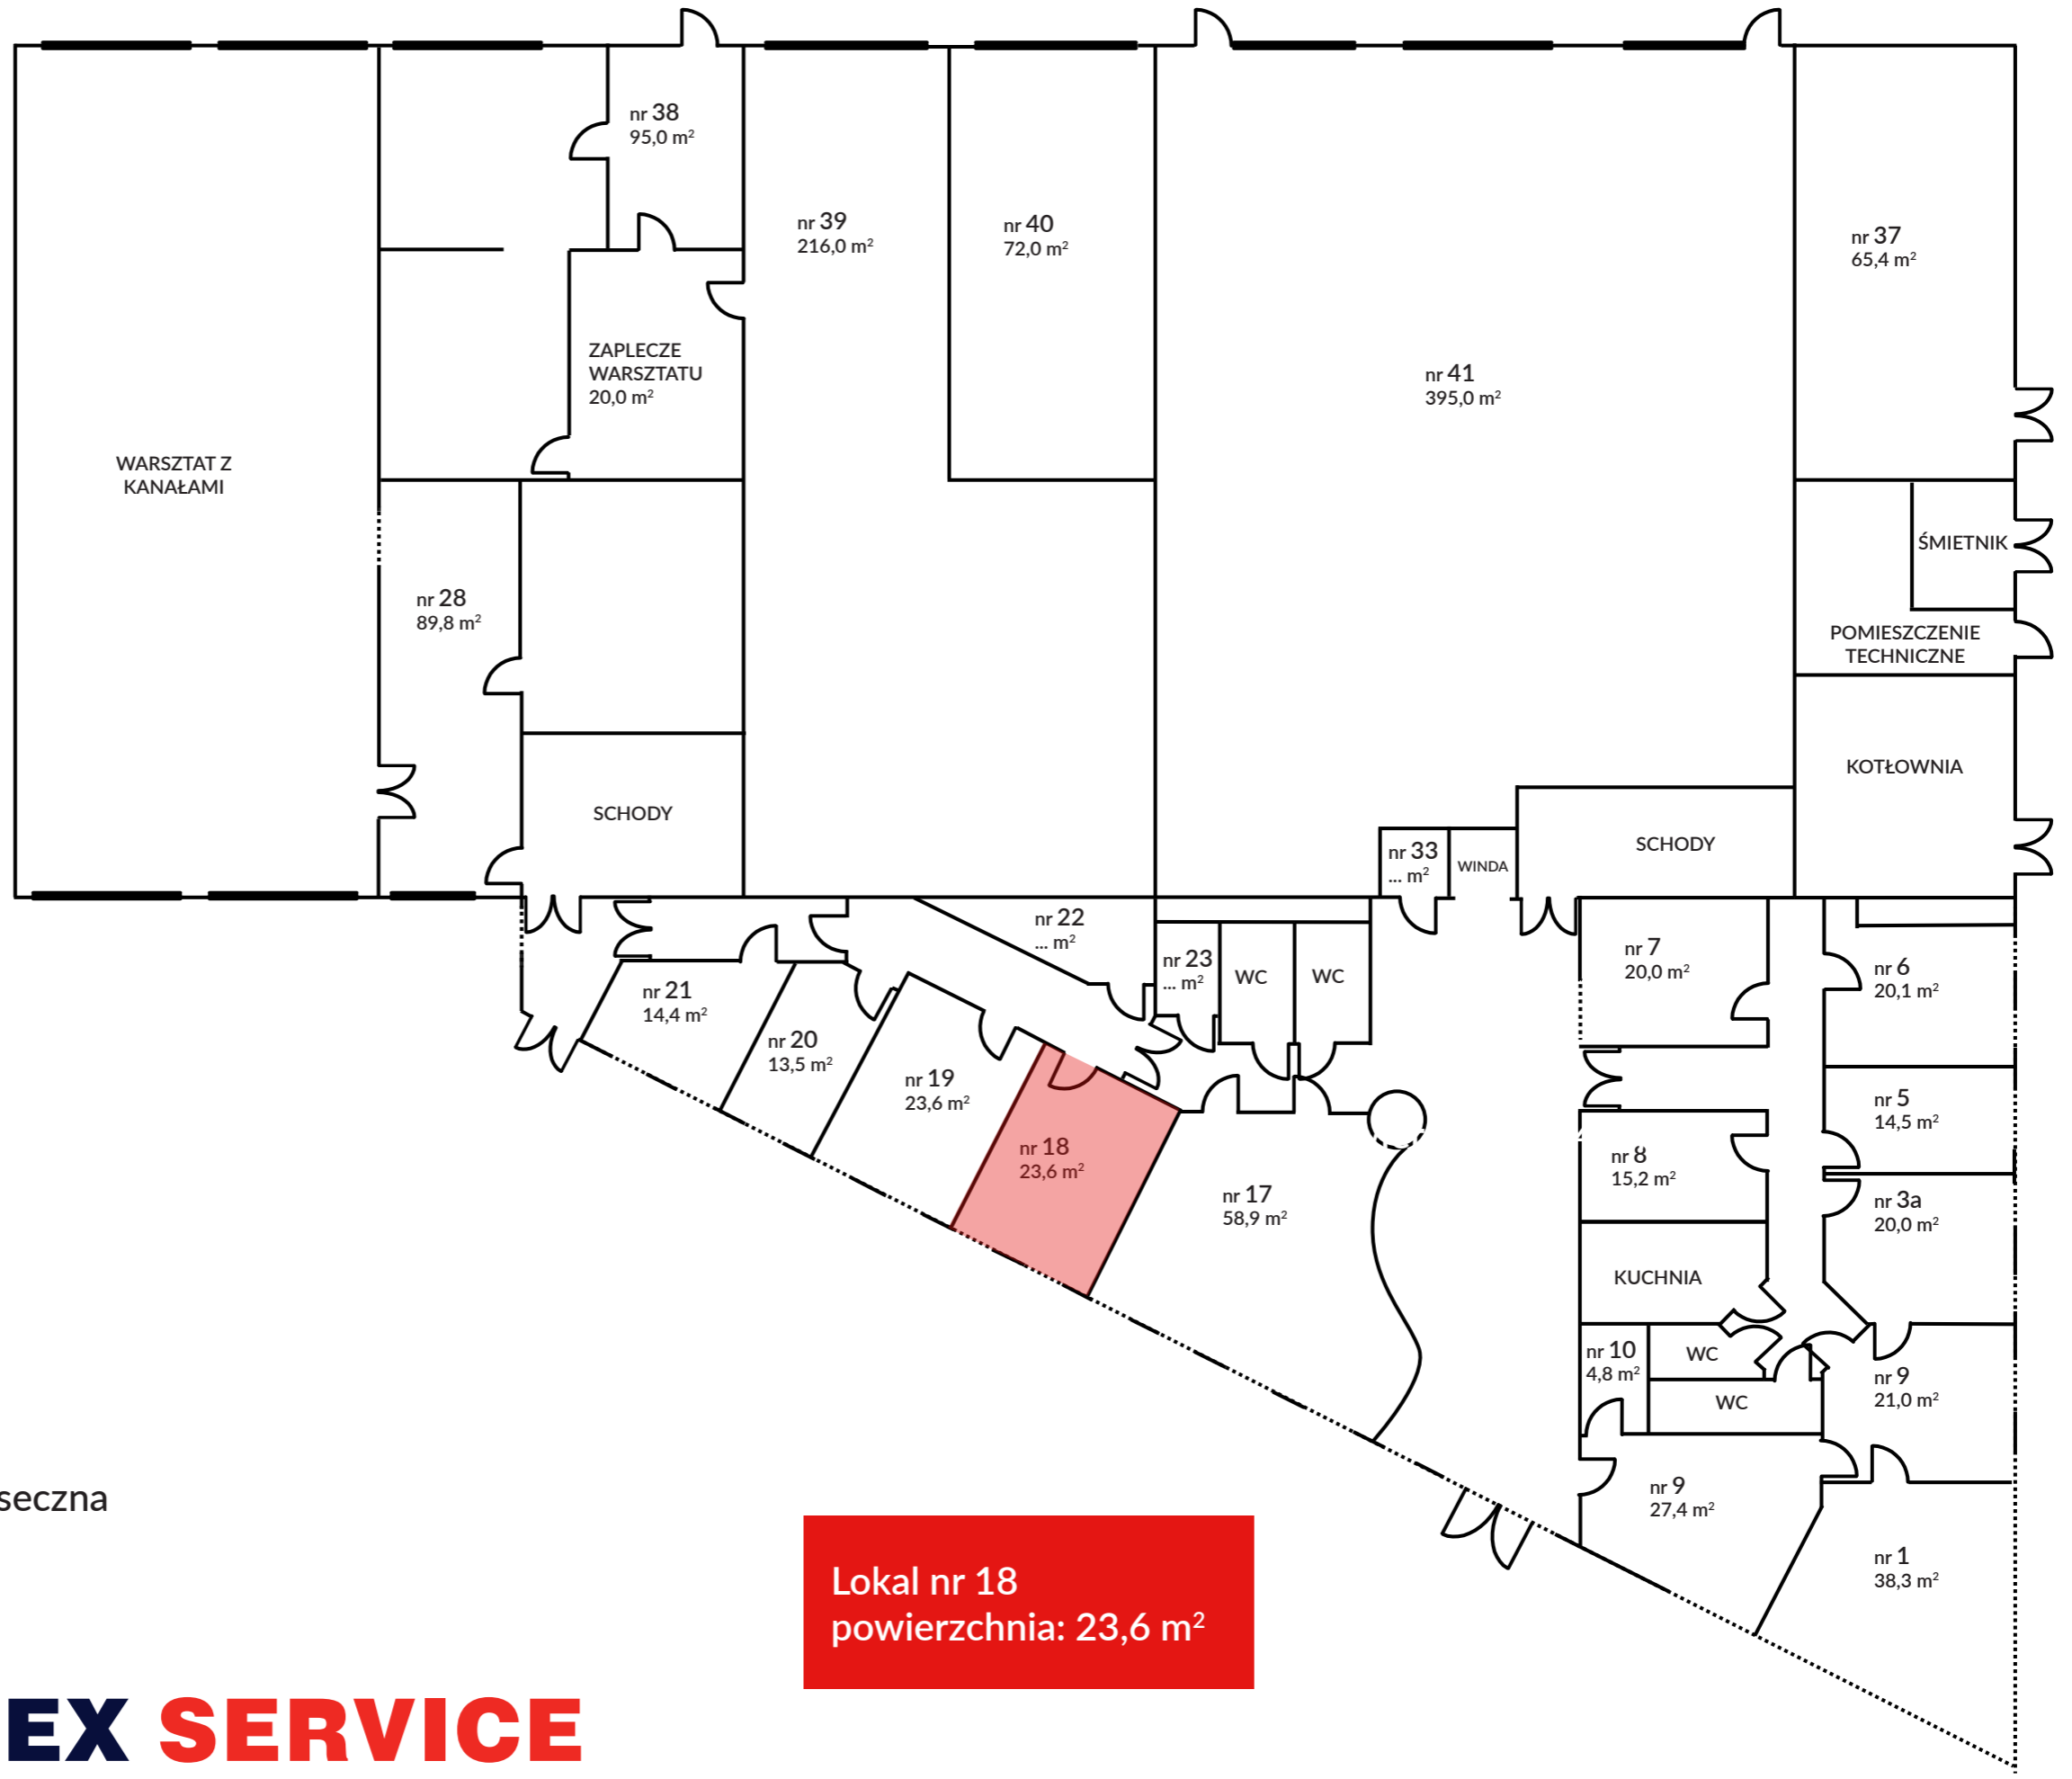 nr 38
95,0 m²
nr 39
216,0 m²
nr 40
72,0 m²
nr 37
65,4 m²
ZAPLECZE
WARSZTATU
20,0 m²
nr 41
395,0 m²
WARSZTAT Z
KANAŁAMI
ŚMIETNIK
nr 28
89,8 m²
POMIESZCZENIE
TECHNICZNE
KOTŁOWNIA
SCHODY
nr 33
... m²
WINDA
SCHODY
nr 22
... m²
nr 23
... m²
WC
WC
nr 7
20,0 m²
nr 6
20,1 m²
nr 21
14,4 m²
nr 20
13,5 m²
nr 19
23,6 m²
nr 18
23,6 m²
nr 17
58,9 m²
nr 5
14,5 m²
nr 8
15,2 m²
nr 3a
20,0 m²
KUCHNIA
nr 10
4,8 m²
WC
WC
nr 9
21,0 m²
nr 9
27,4 m²
nr 1
38,3 m²
seczna
Lokal nr 18
powierzchnia: 23,6 m²
EX SERVICE